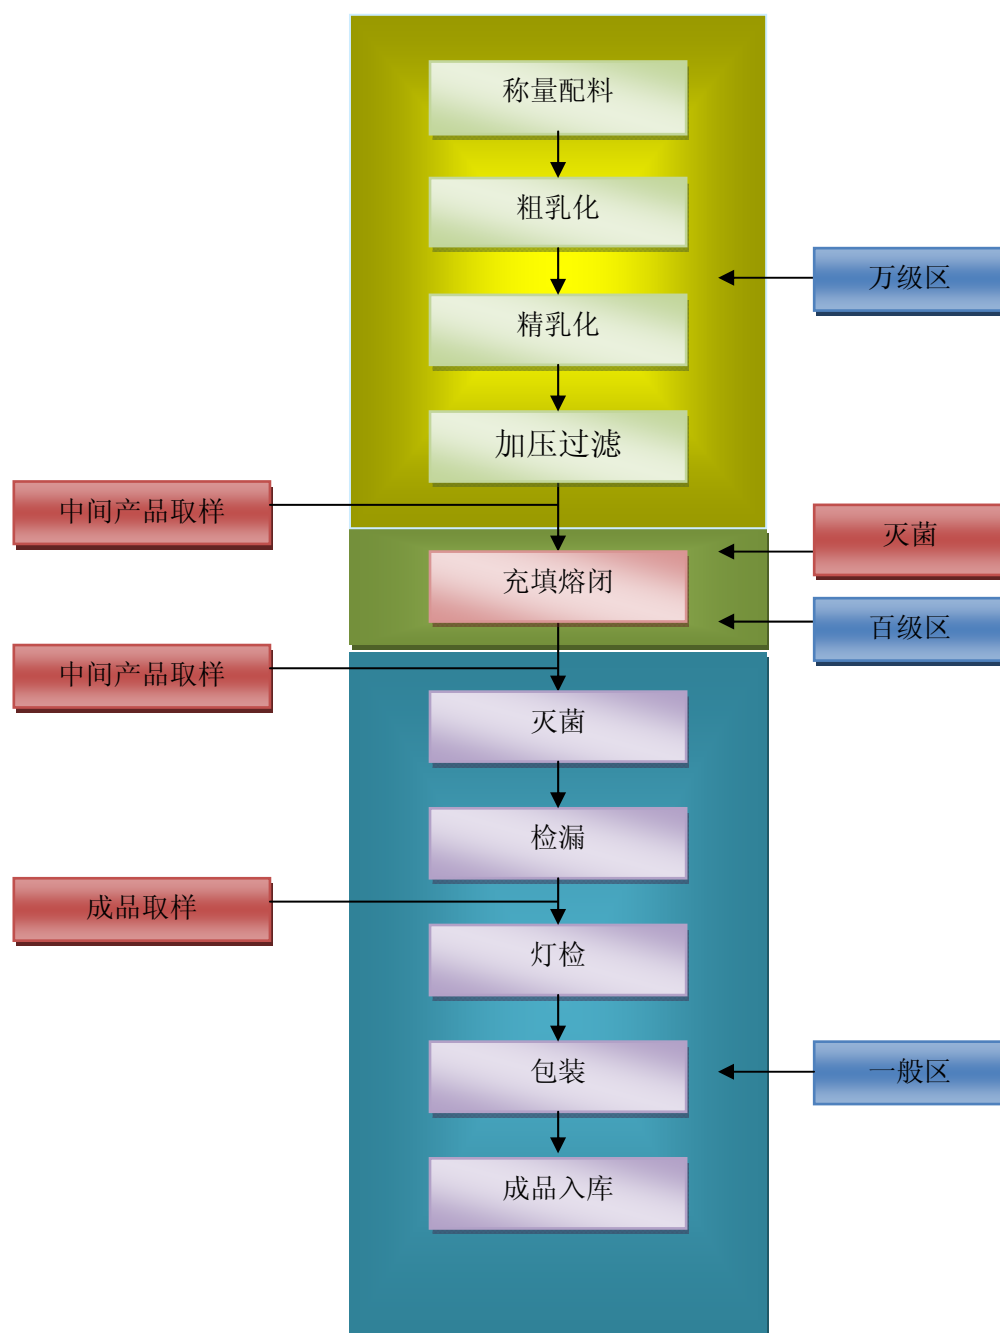 称量配料
粗乳化
万级区
精乳化
加压过滤
中间产品取样
灭菌
充填熔闭
百级区
中间产品取样
灭菌
检漏
成品取样
灯检
包装
一般区
成品入库